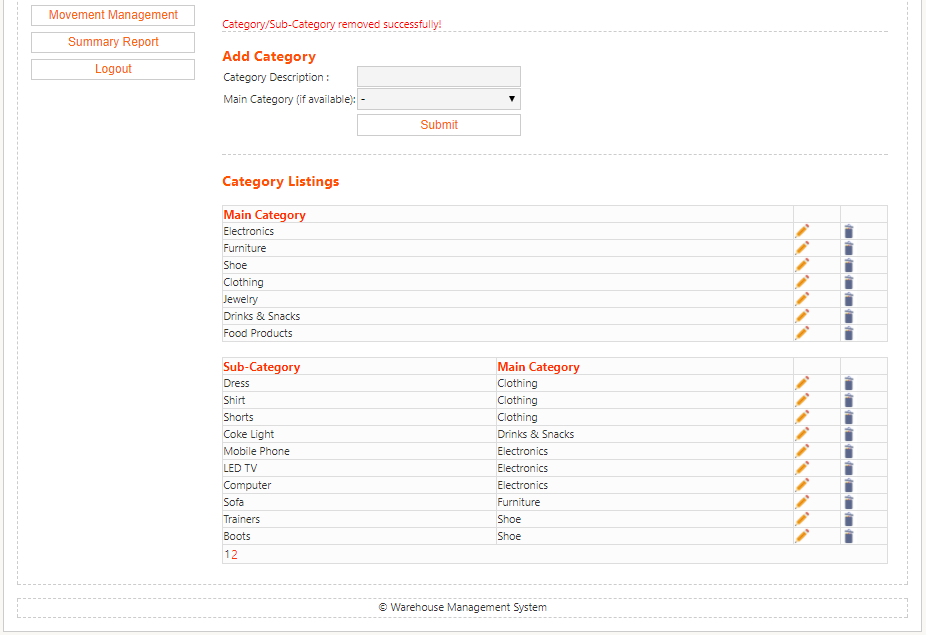 Movement Management
Summary Report
Logout
Category/Sub-Category removed successfully!
Add Category
Category Description :
Main Category (if available): -
Submit
Category Listings
Main Category
Electronics
Furniture
Shoe
Clothing
Jewelry
Drinks & Snacks
Food Products
Sub-Category Main Category
Dress Clothing
Shirt Clothing
Shorts Clothing
Coke Light Drinks & Snacks
Mobile Phone Electronics
LED TV Electronics
Computer Electronics
Sofa Furniture
Trainers Shoe
Boots Shoe
12
© Warehouse Management System